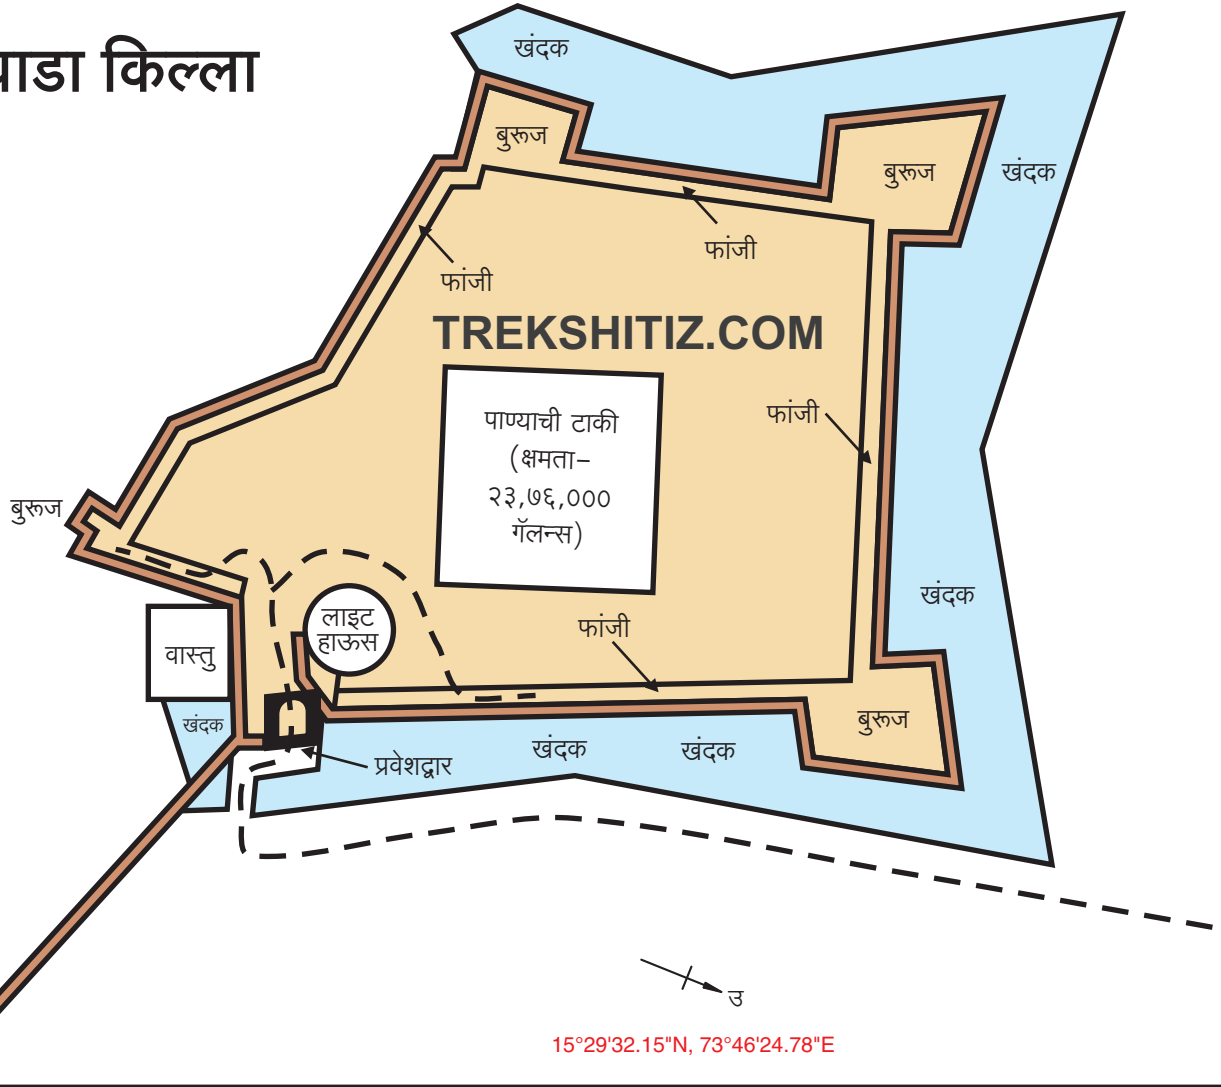 वाडा किल्ला
खंदक
बुरूज
बुरूज
खंदक
फांजी
फांजी
TREKSHITIZ.COM
पाण्याची टाकी
(क्षमता–
२३,७६,०००
गॅलन्स)
फांजी
बुरूज
खंदक
लाइट
हाऊस
फांजी
वास्तु
खंदक
बुरूज
खंदक
खंदक
प्रवेशद्वार
उ
15°29'32.15"N, 73°46'24.78"E